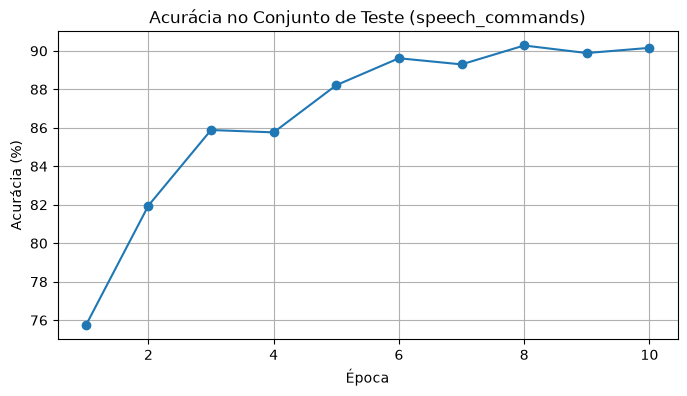 Acurácia no Conjunto de Teste (speech_commands)
90
88
86
84
82
80
78
76
Acurácia (%)
2 4 6 8 10
Época